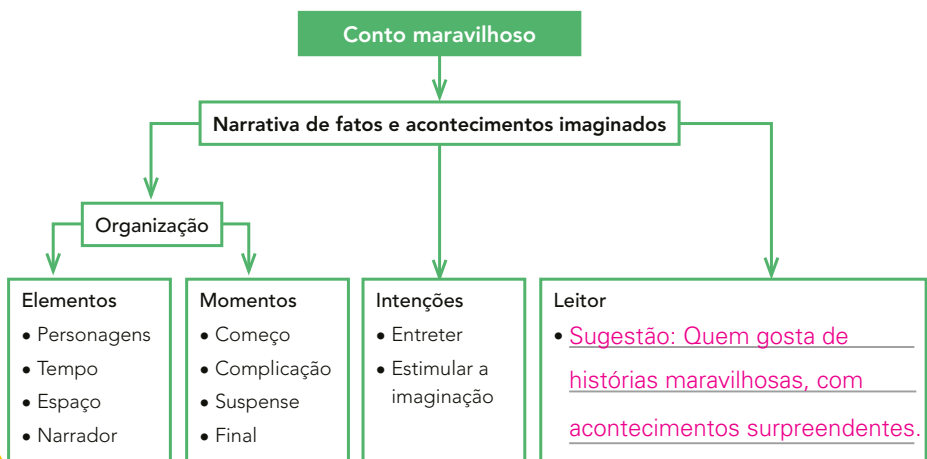 Conto maravilhoso
Narrativa de fatos e acontecimentos imaginados
Organização
Elementos
• Personagens
• Tempo
• Espaço
• Narrador
Momentos
• Começo
• Complicação
• Suspense
• Final
Intenções
• Entreter
• Estimular a
imaginação
Leitor
• Sugestão: Quem gosta de
histórias maravilhosas, com
acontecimentos surpreendentes.